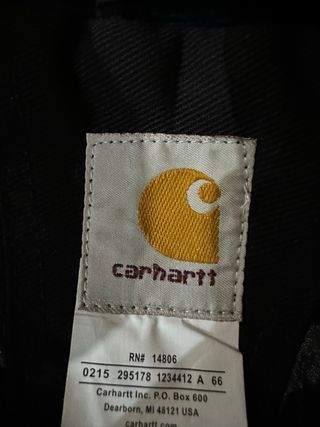 carhartt
RN# 14806
0215 295178 1234412 A 66
Carhartt Inc. P.O. Box 600
Dearborn, MI 48121 USA
carhartt.com